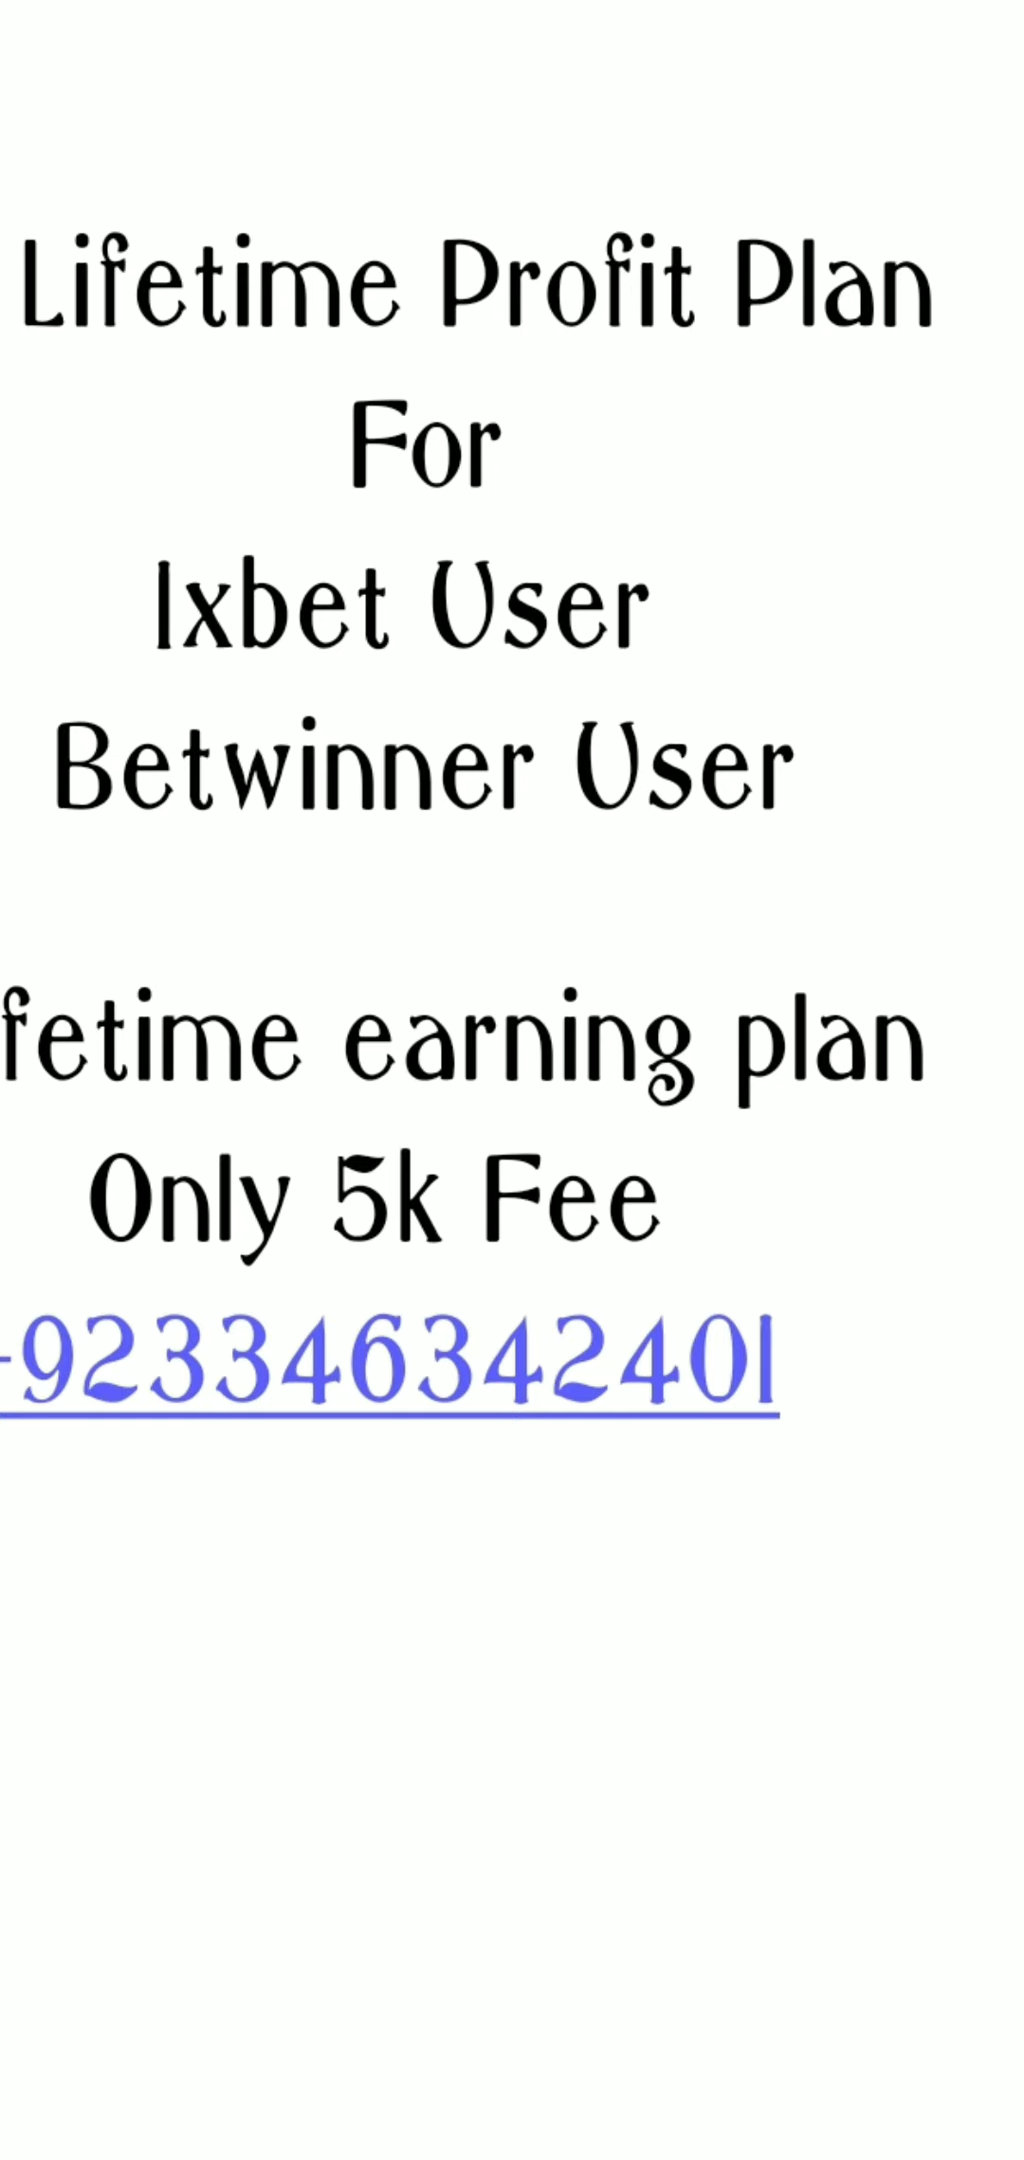 Lifetime Profit Plan
For
1xbet User
Betwinner User
fetime earning plan
Only 5k Fee
+923346342401